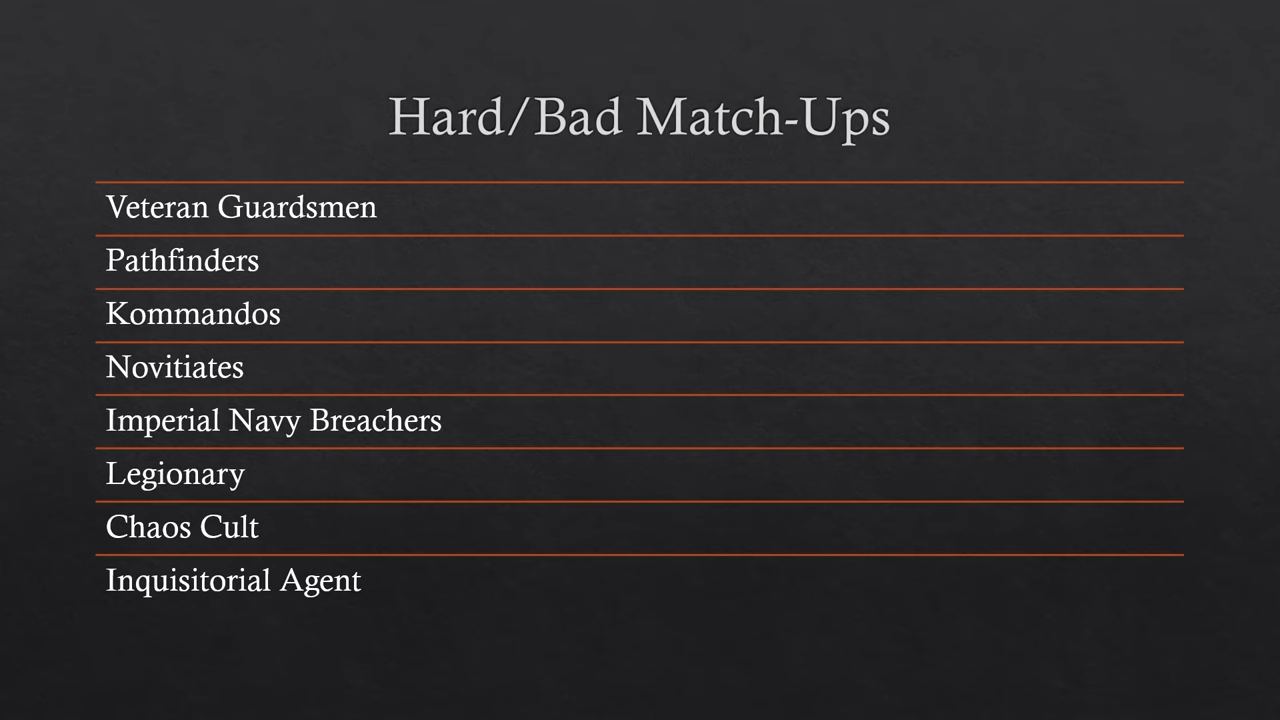 Hard/Bad Match-Ups
Veteran Guardsmen
Pathfinders
Kommandos
Novitiates
Imperial Navy Breachers
Legionary
Chaos Cult
Inquisitorial Agent